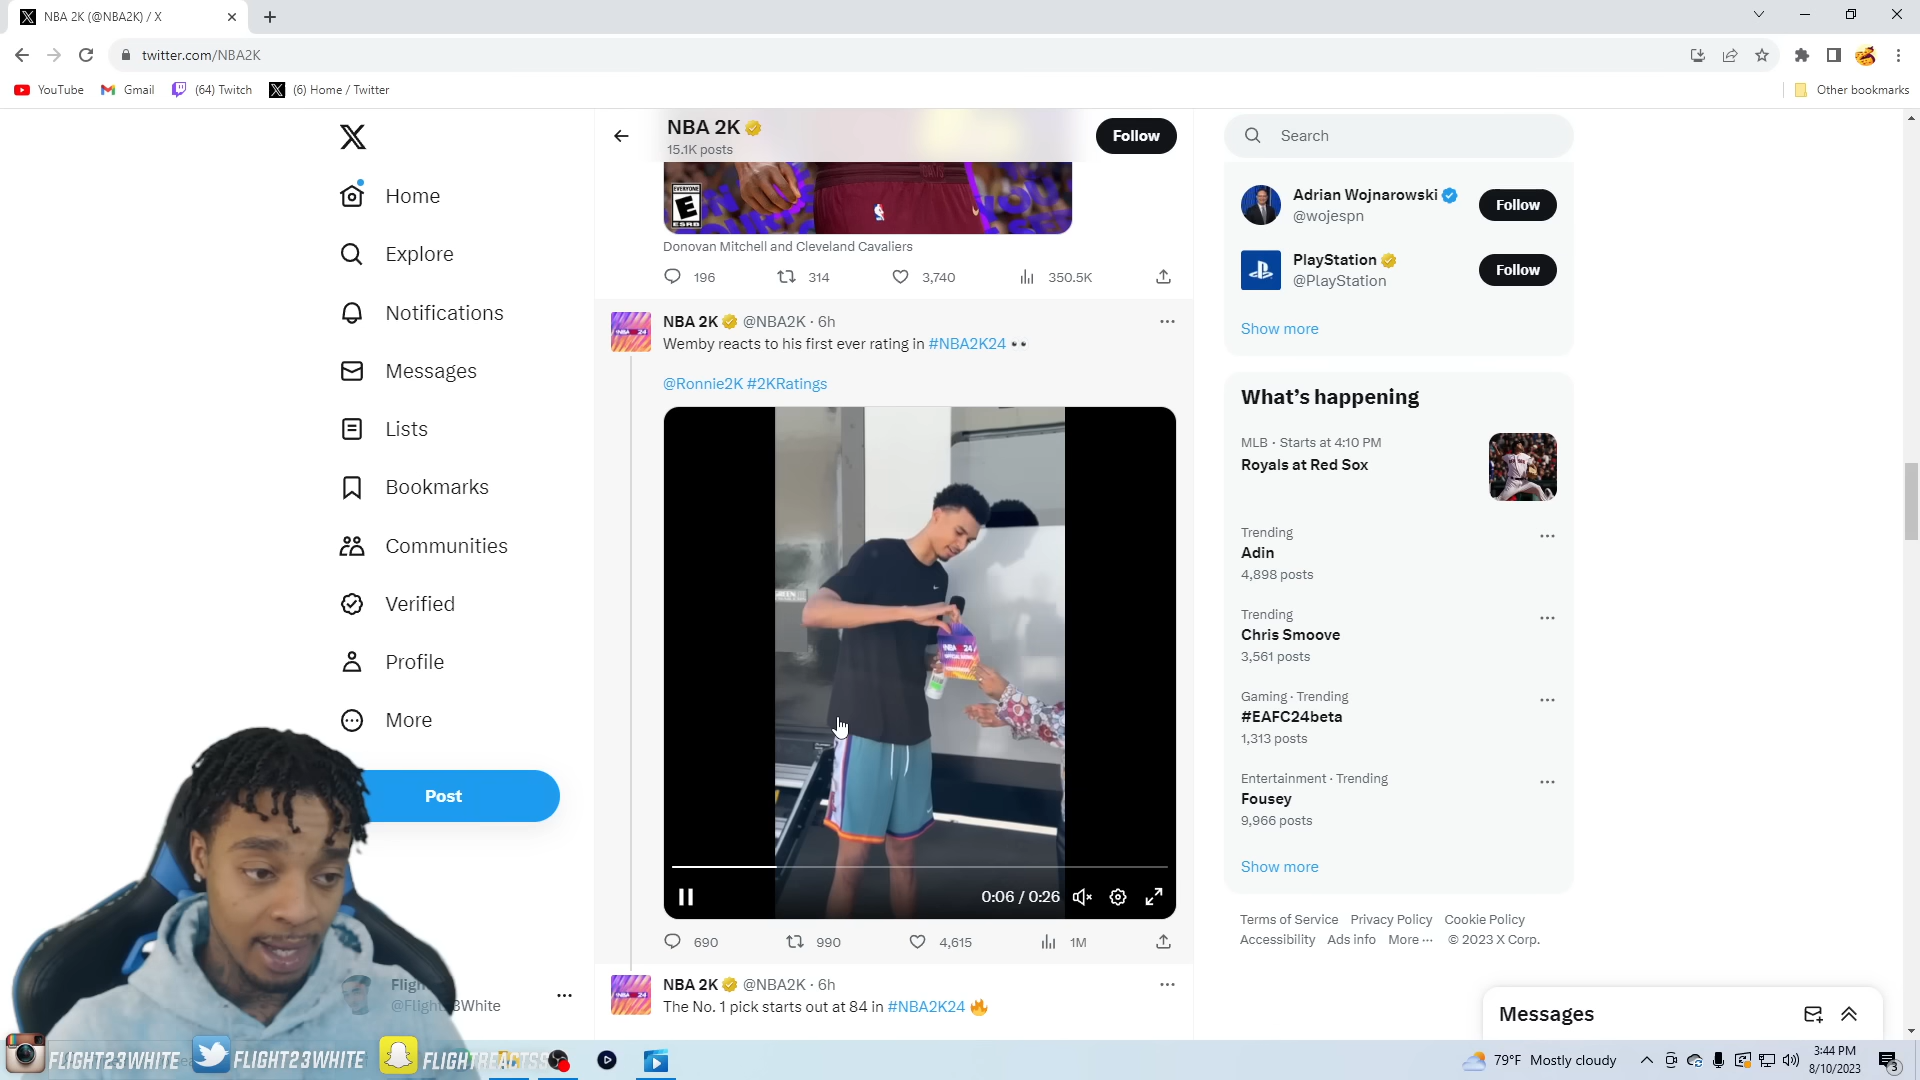 NBA 2K (@NBA2K) / X
twitter.com/NBA2K
YouTube
Gmail
(64) Twitch
(6) Home / Twitter
Other bookmarks
Home
Explore
Notifications
Messages
Lists
Bookmarks
Communities
Verified
Profile
More
Post
@Flight23White
NBA 2K
15.1K posts
Follow
EVERYONE
E
ESRB
Donovan Mitchell and Cleveland Cavaliers
196
314
3,740
350.5K
NBA 2K @NBA2K · 6h
Wemby reacts to his first ever rating in #NBA2K24 👀
@Ronnie2K #2KRatings
NBA 24
0:06 / 0:26
690
990
4,615
1M
NBA 2K @NBA2K · 6h
The No. 1 pick starts out at 84 in #NBA2K24 🔥
Search
Adrian Wojnarowski
@wojespn
Follow
PlayStation
@PlayStation
Follow
Show more
What's happening
MLB · Starts at 4:10 PM
Royals at Red Sox
Trending
Adin
4,898 posts
Trending
Chris Smoove
3,561 posts
Gaming · Trending
#EAFC24beta
1,313 posts
Entertainment · Trending
Fousey
9,966 posts
Show more
Terms of Service Privacy Policy Cookie Policy
Accessibility Ads info More ··· © 2023 X Corp.
Messages
FLIGHT23WHITE
FLIGHT23WHITE
FLIGHTREACTSS
79°F Mostly cloudy
3:44 PM
8/10/2023
3